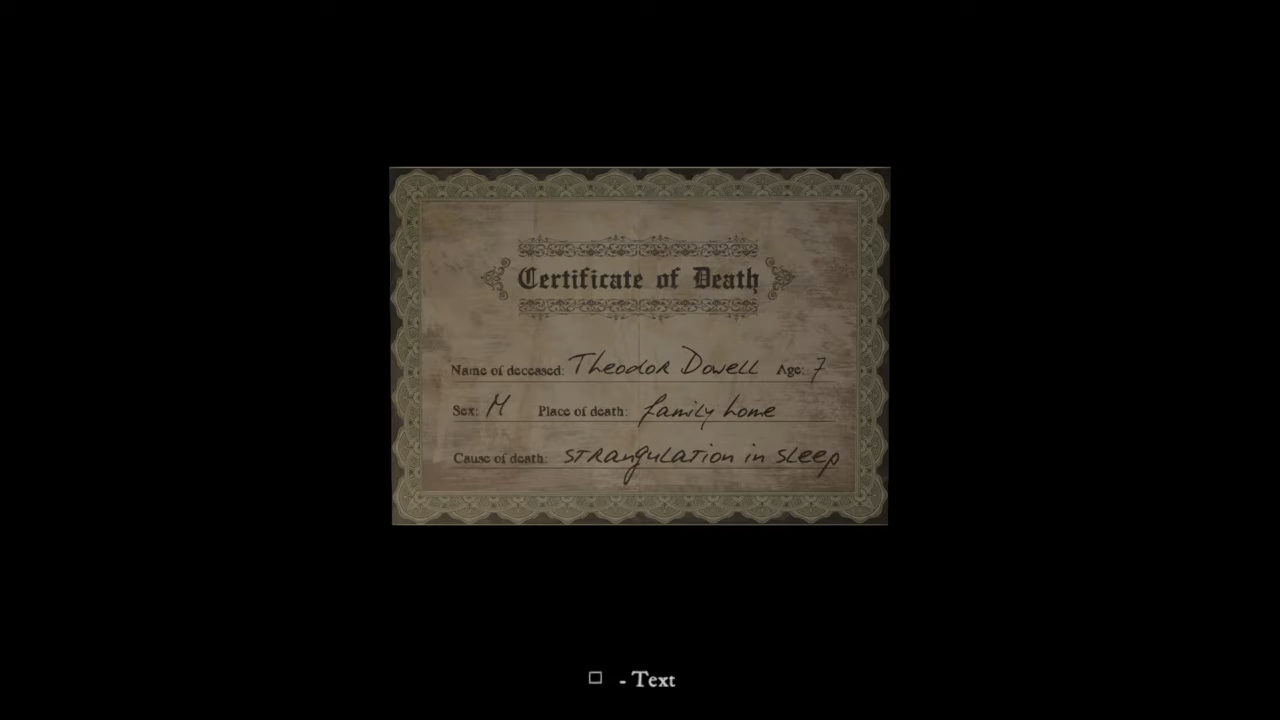 Certificate of Death
Name of deceased: Theodor Dowell Age: 7
Sex: M Place of death: family home
Cause of death: strangulation in sleep
- Text